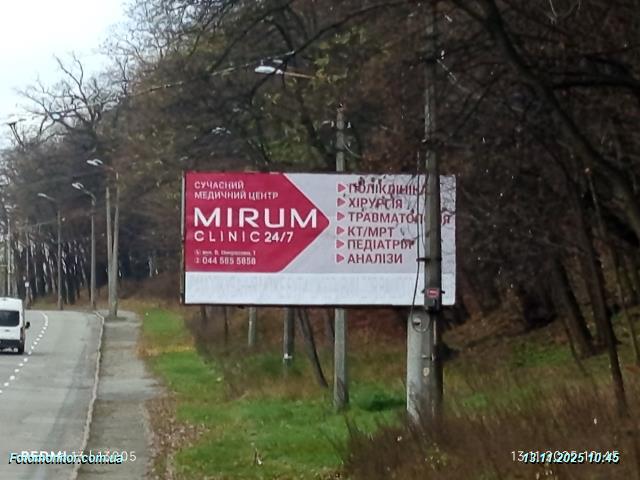 СУЧАСНИЙ
МЕДИЧНИЙ ЦЕНТР
MIRUM
CLINIC 24/7
044 585 5858
ПОЛІКЛІНІКА
ХІРУРГІЯ
ТРАВМАТОЛОГІЯ
КТ/МРТ
ПЕДІАТРІЯ
АНАЛІЗИ
Fotomonitor.com.ua
13.11.2025 10:45